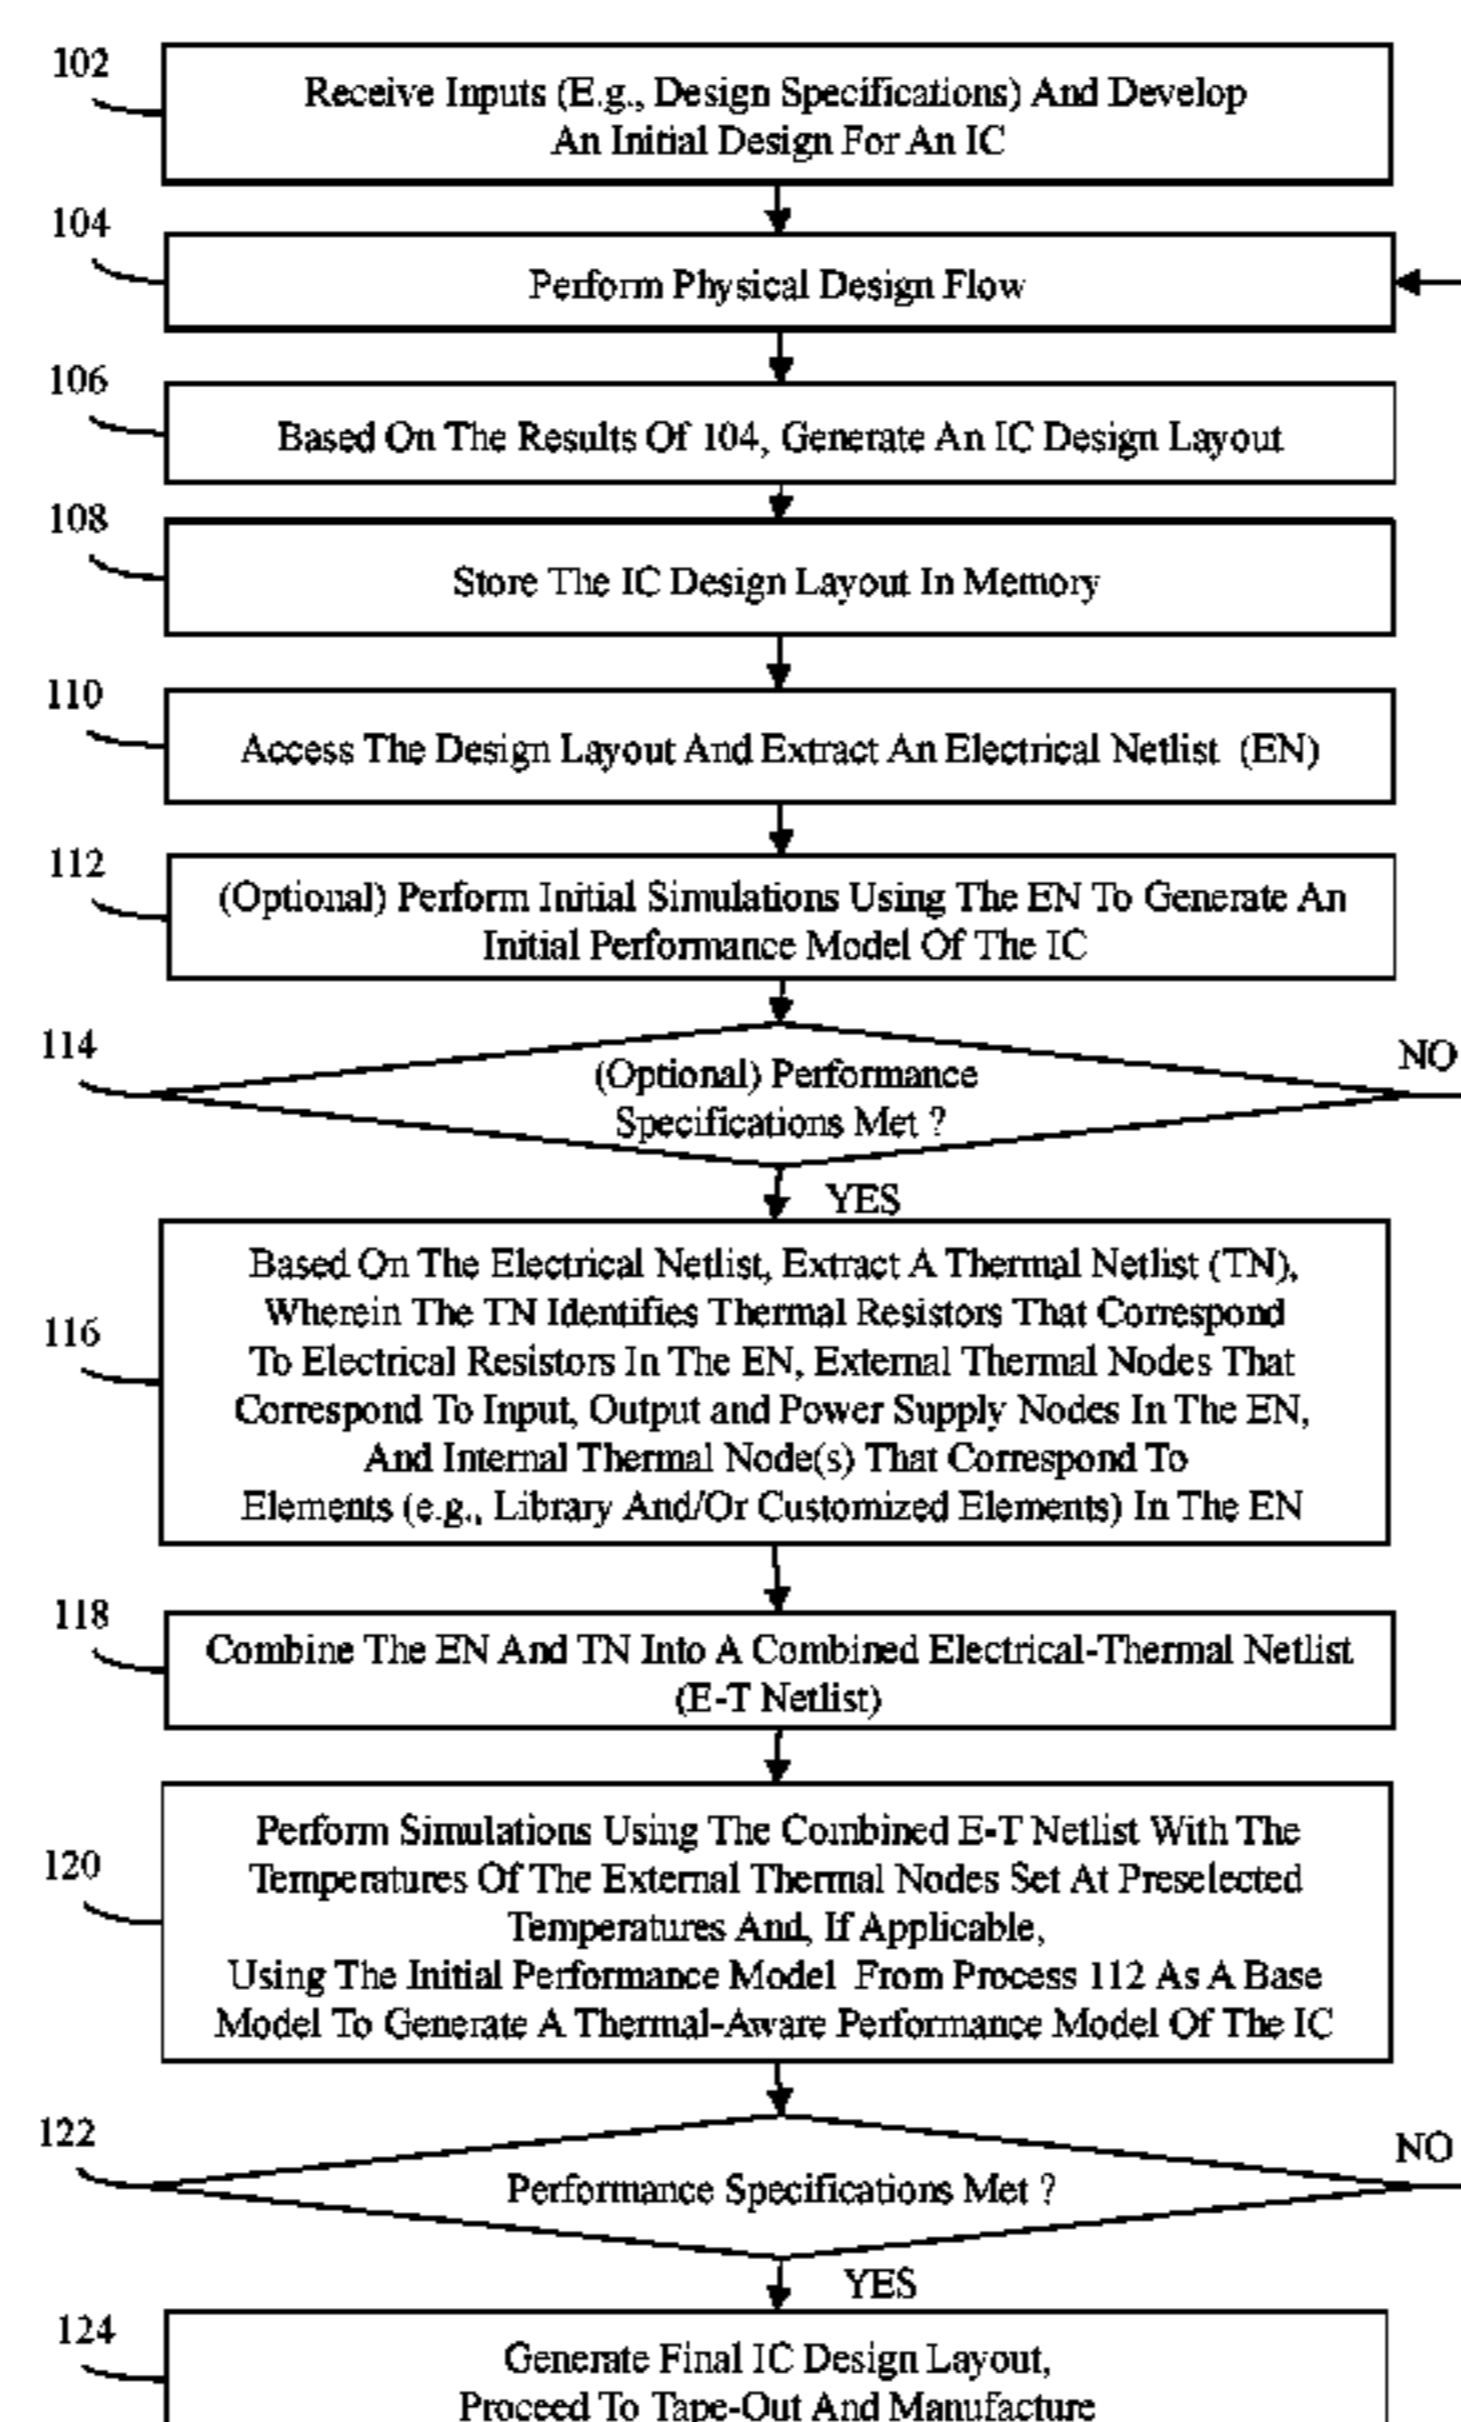 102
Receive Inputs (E.g., Design Specifications) And Develop
An Initial Design For An IC
104
Perform Physical Design Flow
106
Based On The Results Of 104, Generate An IC Design Layout
108
Store The IC Design Layout In Memory
110
Access The Design Layout And Extract An Electrical Netlist (EN)
112
(Optional) Perform Initial Simulations Using The EN To Generate An
Initial Performance Model Of The IC
114
(Optional) Performance
Specifications Met ?
NO
YES
116
Based On The Electrical Netlist, Extract A Thermal Netlist (TN),
Wherein The TN Identifies Thermal Resistors That Correspond
To Electrical Resistors In The EN, External Thermal Nodes That
Correspond To Input, Output and Power Supply Nodes In The EN,
And Internal Thermal Node(s) That Correspond To
Elements (e.g., Library And/Or Customized Elements) In The EN
118
Combine The EN And TN Into A Combined Electrical-Thermal Netlist
(E-T Netlist)
120
Perform Simulations Using The Combined E-T Netlist With The
Temperatures Of The External Thermal Nodes Set At Preselected
Temperatures And, If Applicable,
Using The Initial Performance Model From Process 112 As A Base
Model To Generate A Thermal-Aware Performance Model Of The IC
122
Performance Specifications Met ?
NO
YES
124
Generate Final IC Design Layout,
Proceed To Tape-Out And Manufacture